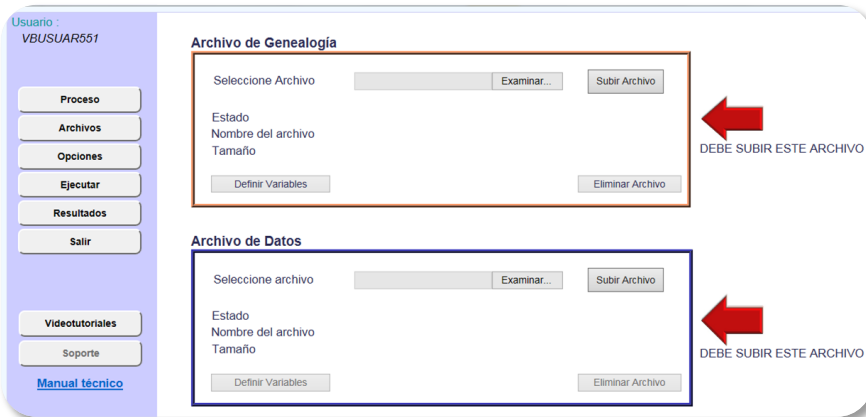 Usuario :
VBUSUAR551
Proceso
Archivos
Opciones
Ejecutar
Resultados
Salir
Videotutoriales
Soporte
Manual técnico
Archivo de Genealogía
Seleccione Archivo Examinar... Subir Archivo
Estado
Nombre del archivo
Tamaño
Definir Variables Eliminar Archivo
DEBE SUBIR ESTE ARCHIVO
Archivo de Datos
Seleccione archivo Examinar... Subir Archivo
Estado
Nombre del archivo
Tamaño
Definir Variables Eliminar Archivo
DEBE SUBIR ESTE ARCHIVO